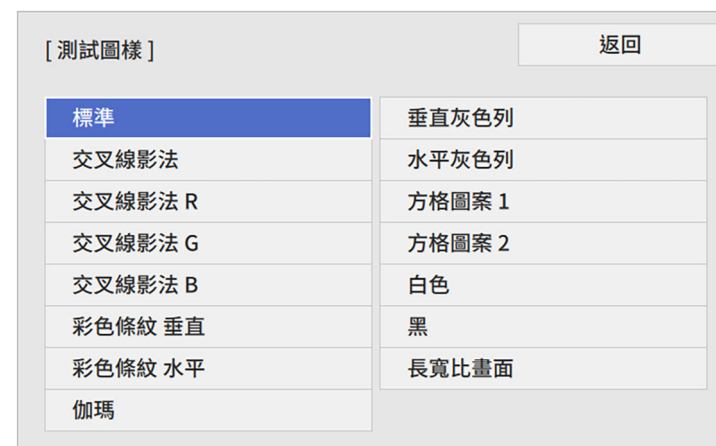 [ 測試圖樣 ]
返回
標準
交叉線影法
交叉線影法 R
交叉線影法 G
交叉線影法 B
彩色條紋 垂直
彩色條紋 水平
伽瑪
垂直灰色列
水平灰色列
方格圖案 1
方格圖案 2
白色
黑
長寬比畫面